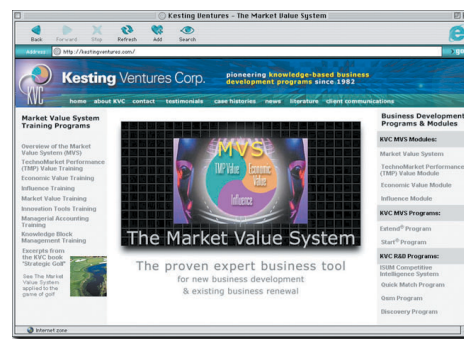 Kesting Ventures - The Market Value System
Back Forward Stop Refresh Add Search
Address: http://kestingventures.com/
Kesting Ventures Corp.
pioneering knowledge-based business
development programs since 1982
KVC
home about KVC contact testimonials case histories news literature client communications
Market Value System
Training Programs
Overview of the Market
Value System (MVS)
TechnoMarket Performance
(TMP) Value Training
Economic Value Training
Influence Training
Market Value Training
Innovation Tools Training
Managerial Accounting
Training
Knowledge Block
Management Training
Excerpts from
the KVC book
"Strategic Golf"
See The Market
Value System
applied to the
game of golf
MVS
TMP Value
Economic
Value
Influence
The Market Value System
The proven expert business tool
for new business development
& existing business renewal
Business Development
Programs & Modules
KVC MVS Modules:
Market Value System
TechnoMarket Performance
(TMP) Value Module
Economic Value Module
Influence Module
KVC MVS Programs:
Extend® Program
Start® Program
KVC R&D Programs:
Competitive
Intelligence System
Quick Match Program
Program
Discovery Program
Internet zone